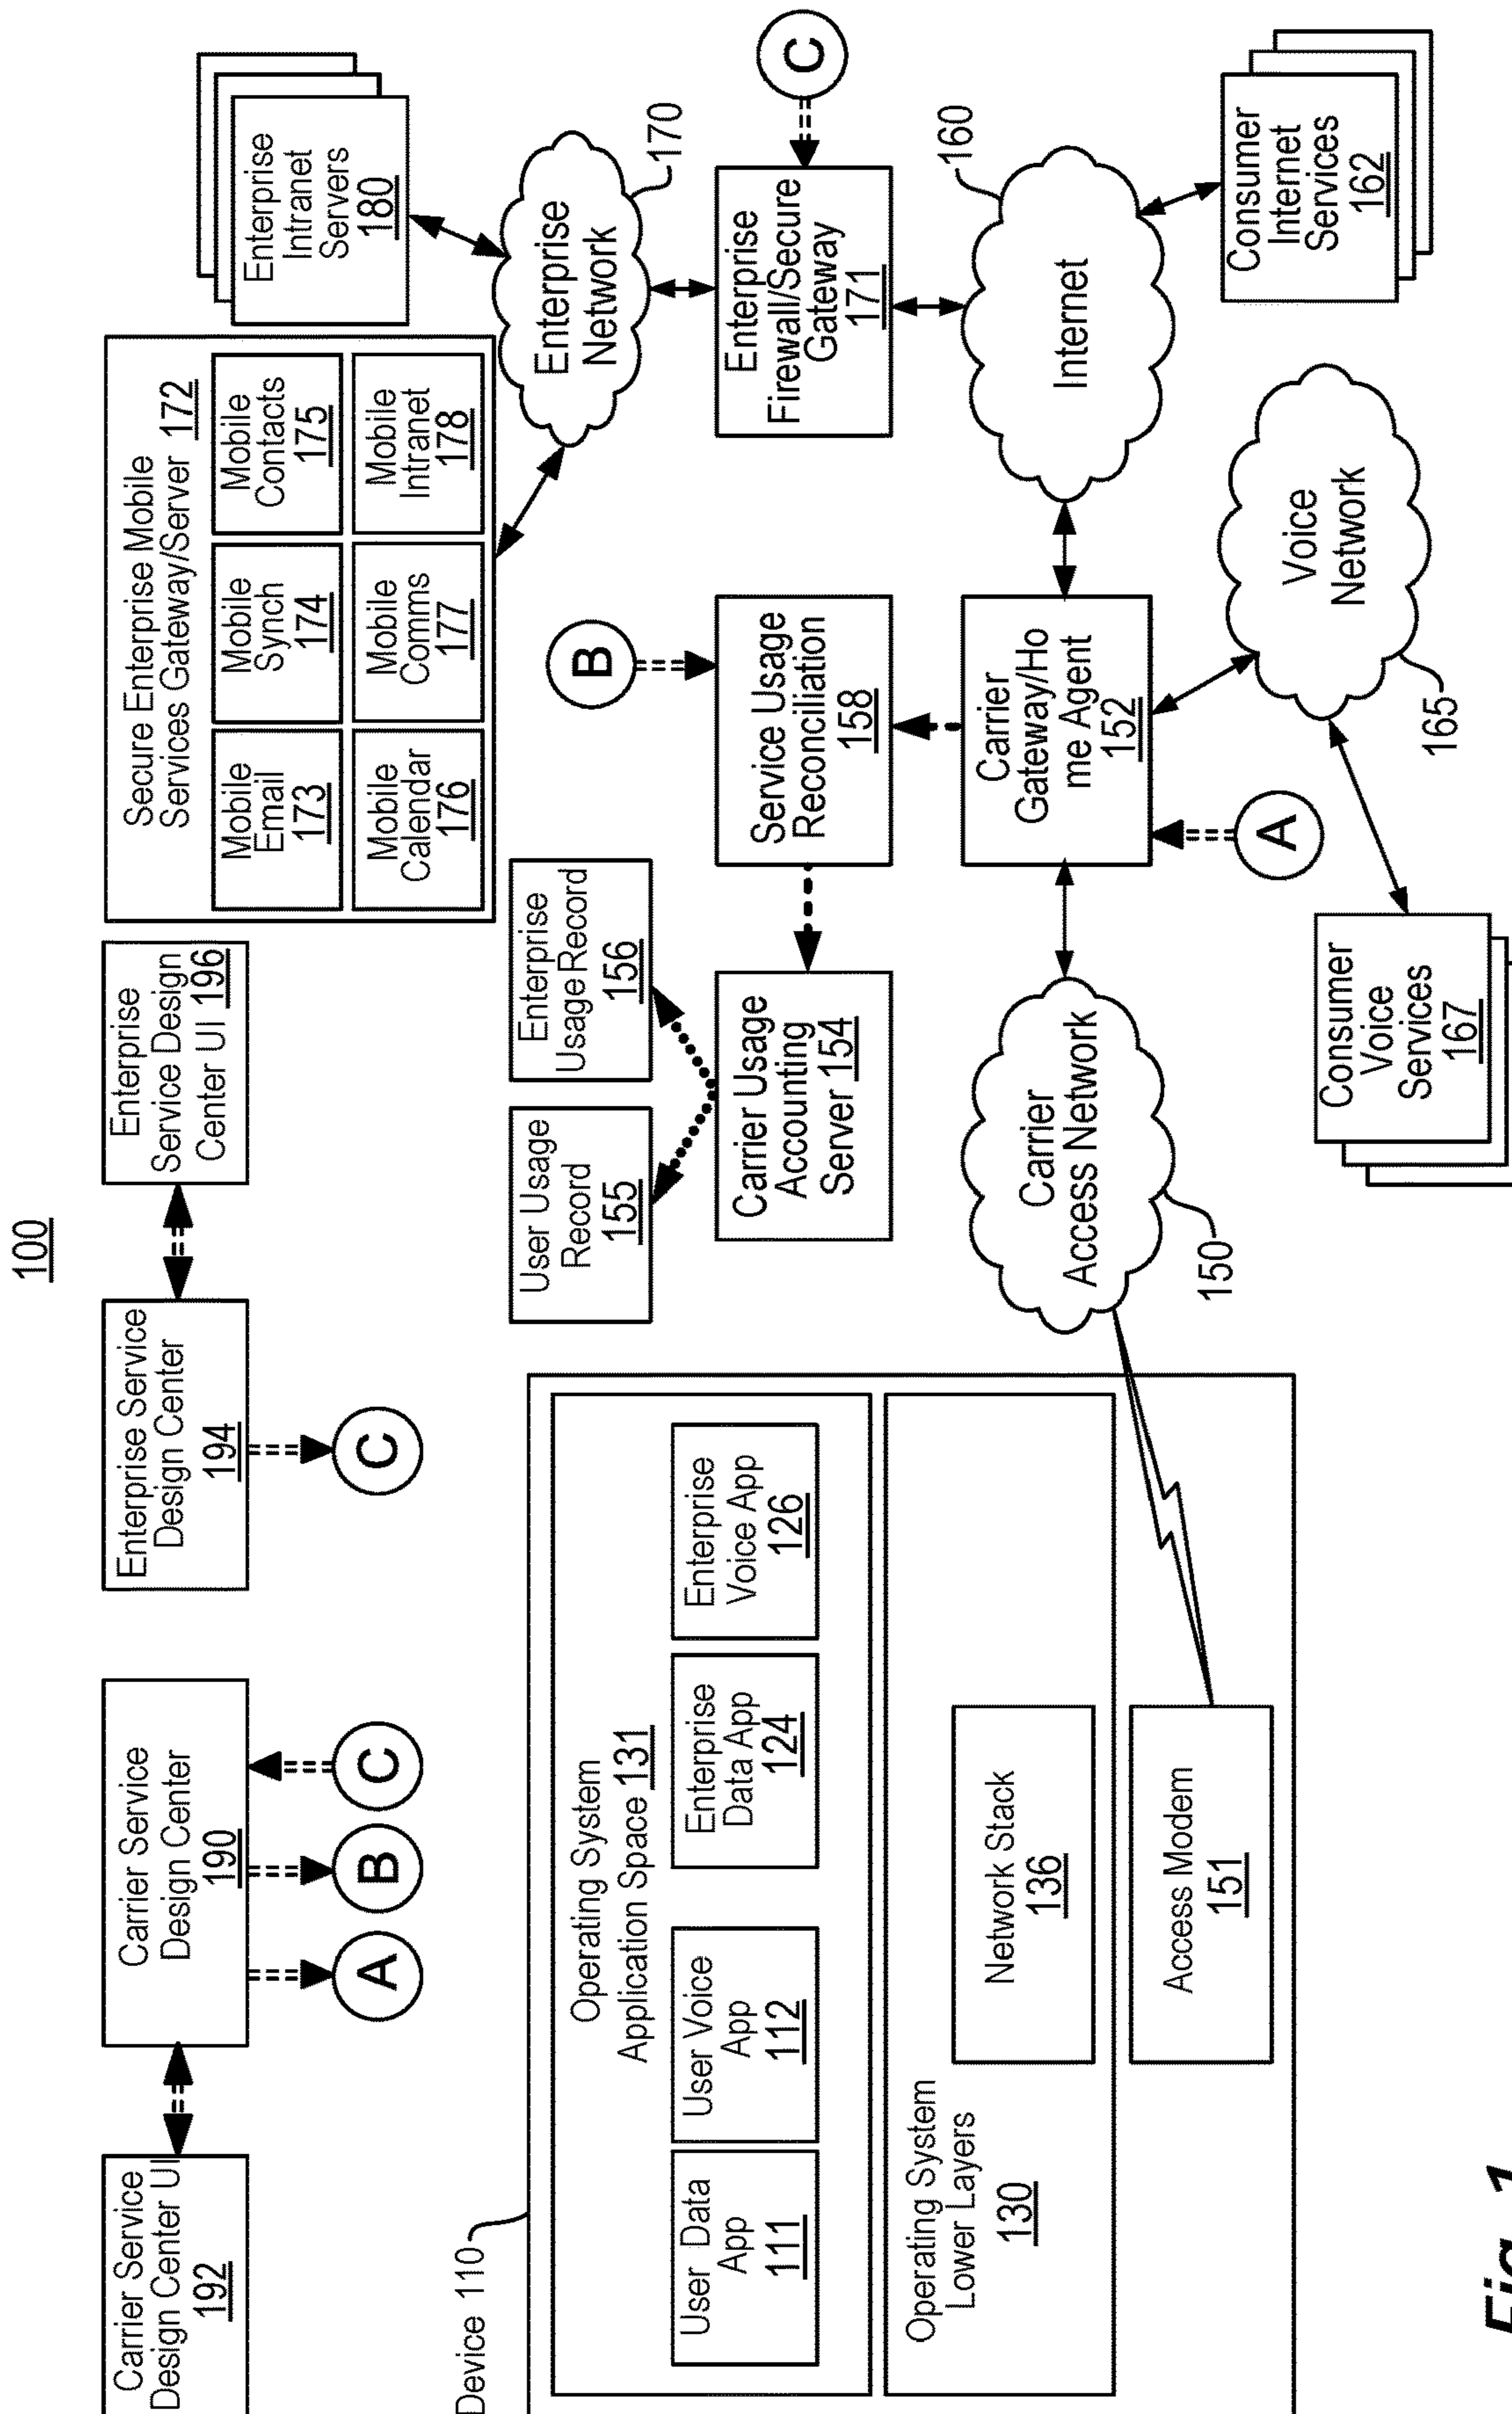 100
Carrier Service
Design Center UI
192
Carrier Service
Design Center
190
A
B
C
Enterprise Service
Design Center
194
C
Enterprise
Service Design
Center UI 196
Secure Enterprise Mobile
Services Gateway/Server 172
Mobile
Email
173
Mobile
Synch
174
Mobile
Contacts
175
Mobile
Calendar
176
Mobile
Comms
177
Mobile
Intranet
178
Enterprise
Intranet
Servers
180
Enterprise
Network
170
Device 110
Operating System
Application Space 131
User Data
App
111
User Voice
App
112
Enterprise
Data App
124
Enterprise
Voice App
126
Operating System
Lower Layers
130
Network Stack
136
Access Modem
151
User Usage
Record
155
Enterprise
Usage Record
156
Carrier Usage
Accounting
Server 154
B
Service Usage
Reconciliation
158
Enterprise
Firewall/Secure
Gateway
171
C
Carrier
Access Network
150
Carrier
Gateway/Ho
me Agent
152
A
Internet
160
Consumer
Internet
Services
162
Voice
Network
165
Consumer
Voice
Services
167
Fig. 1